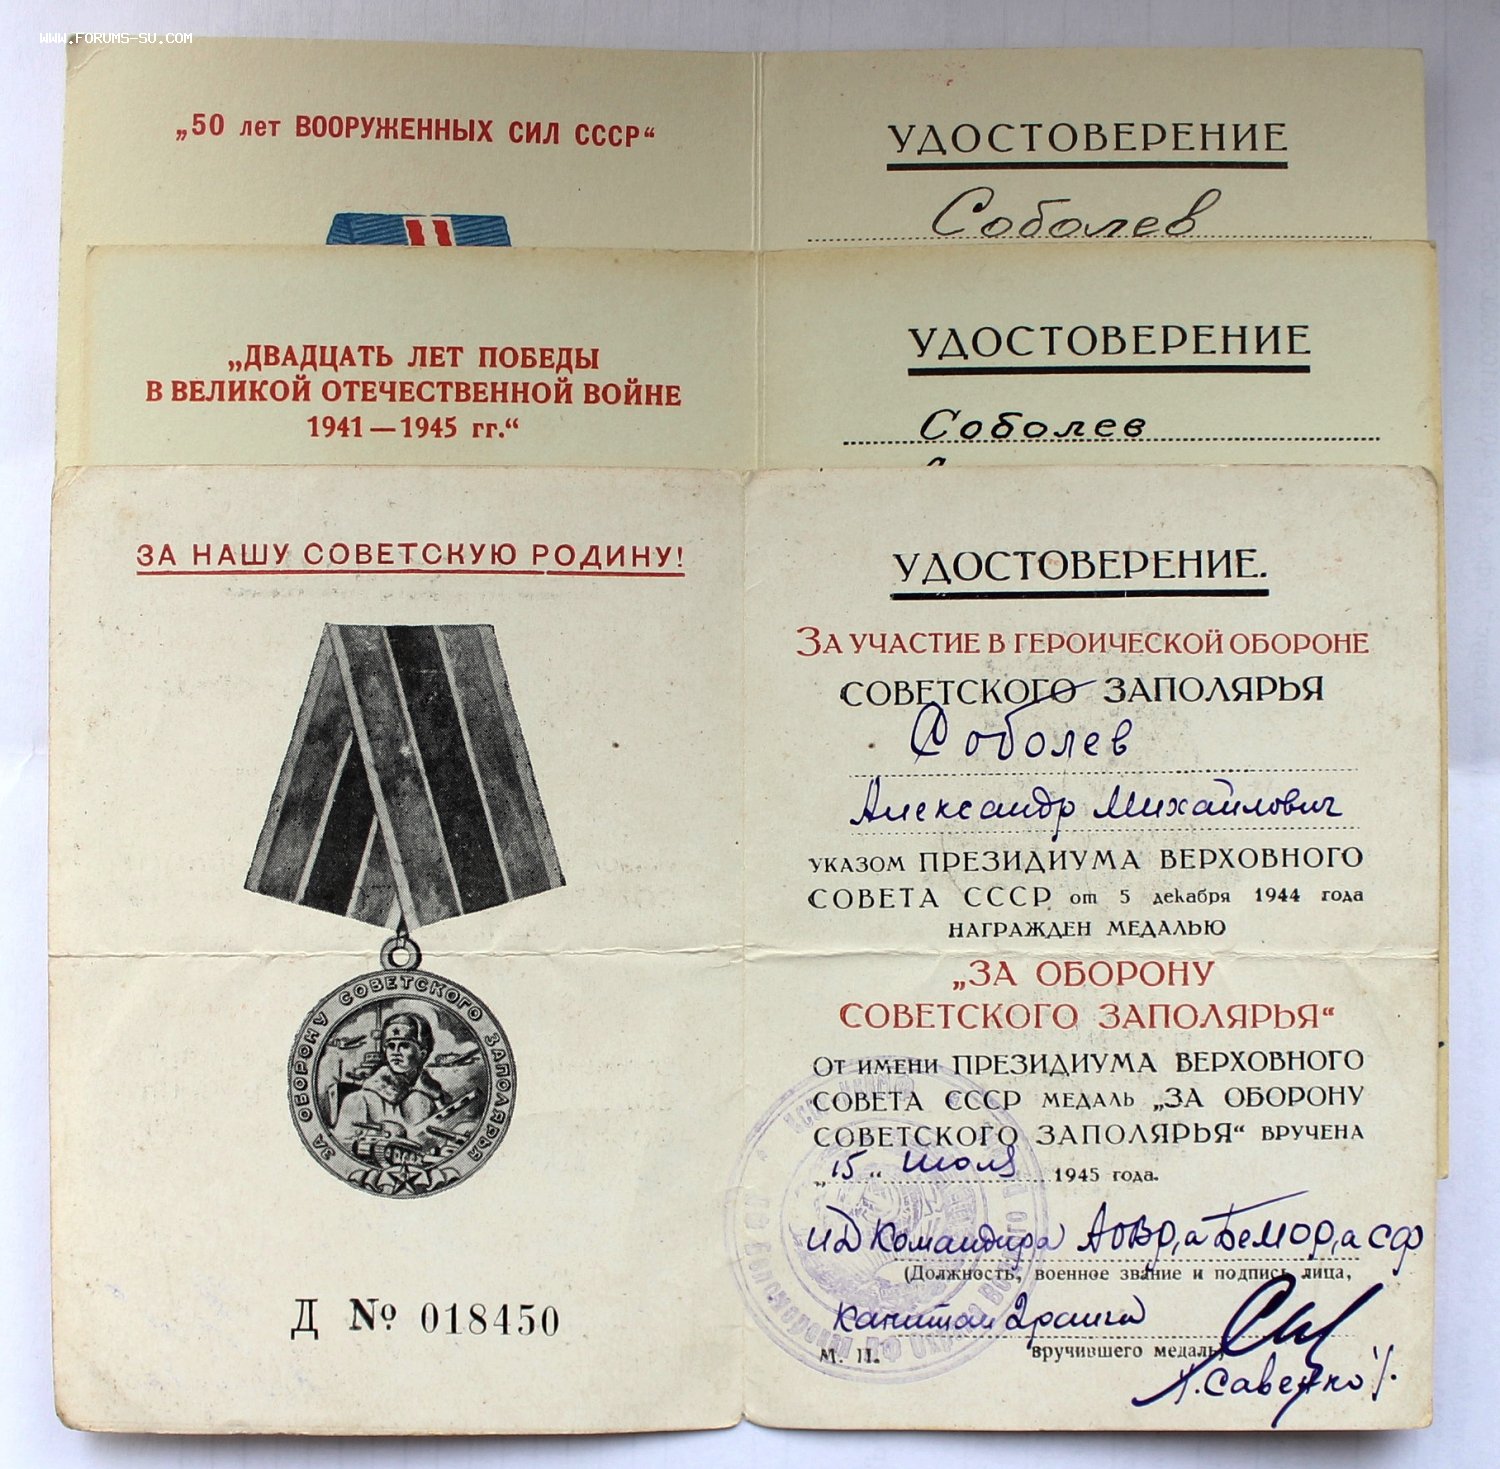 www.forums-su.com
„50 лет ВООРУЖЕННЫХ СИЛ СССР“
УДОСТОВЕРЕНИЕ
Соболев
„ДВАДЦАТЬ ЛЕТ ПОБЕДЫ
В ВЕЛИКОЙ ОТЕЧЕСТВЕННОЙ ВОЙНЕ
1941—1945 гг.“
УДОСТОВЕРЕНИЕ
Соболев
ЗА НАШУ СОВЕТСКУЮ РОДИНУ!
ЗА ОБОРОНУ СОВЕТСКОГО ЗАПОЛЯРЬЯ
Д № 018450
УДОСТОВЕРЕНИЕ.
ЗА УЧАСТИЕ В ГЕРОИЧЕСКОЙ ОБОРОНЕ
СОВЕТСКОГО ЗАПОЛЯРЬЯ
Соболев
Александр Михайлович
УКАЗОМ ПРЕЗИДИУМА ВЕРХОВНОГО
СОВЕТА СССР от 5 декабря 1944 года
НАГРАЖДЕН МЕДАЛЬЮ
„ЗА ОБОРОНУ
СОВЕТСКОГО ЗАПОЛЯРЬЯ“
ОТ ИМЕНИ ПРЕЗИДИУМА ВЕРХОВНОГО
СОВЕТА СССР МЕДАЛЬ „ЗА ОБОРОНУ
СОВЕТСКОГО ЗАПОЛЯРЬЯ“ ВРУЧЕНА
„15„ июля 1945 года.
ИД Командира АОВР,а БеМОР,а СФ
(Должность, военное звание и подпись лица,
капитан 2 ранга
вручившего медаль)
М. П.
/А.Савенко/.